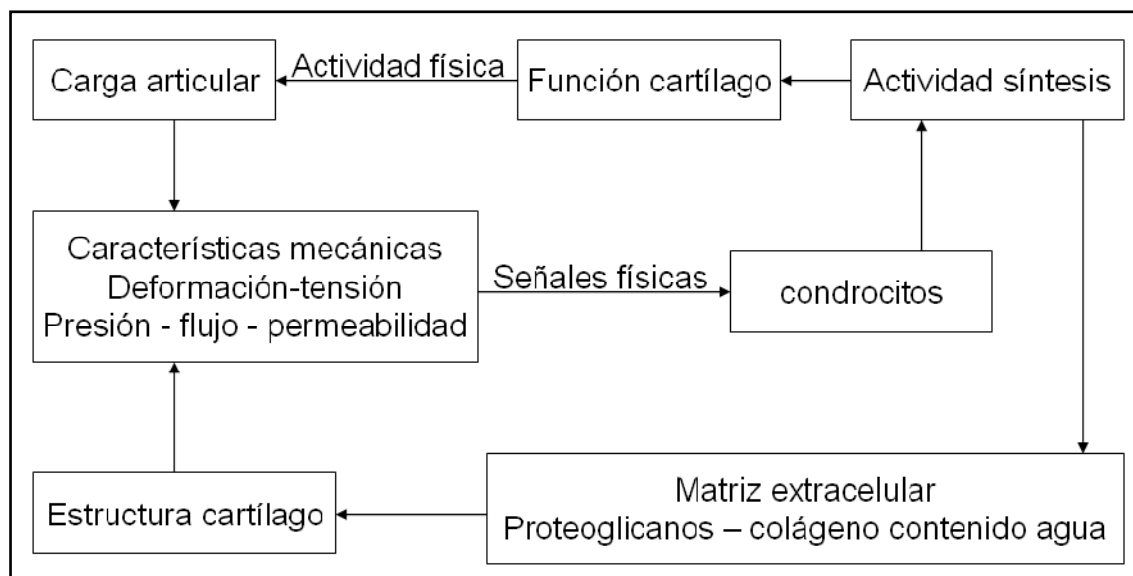 Carga articular
Actividad física
Función cartílago
Actividad síntesis
Características mecánicas
Deformación-tensión
Presión - flujo - permeabilidad
Señales físicas
condrocitos
Estructura cartílago
Matriz extracelular
Proteoglicanos – colágeno contenido agua